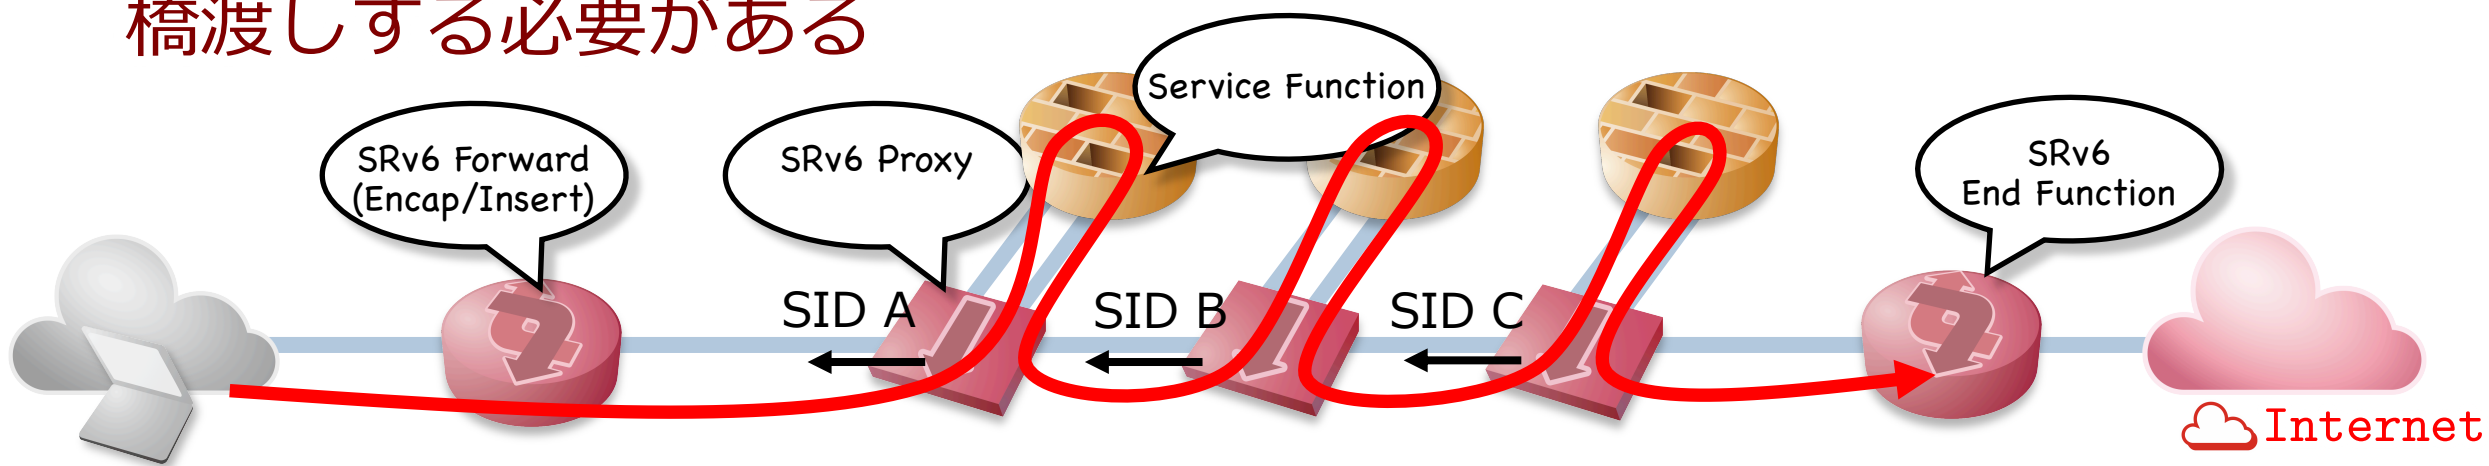 橋渡しする必要がある
Service Function
SRv6 Forward
(Encap/Insert)
SRv6 Proxy
SRv6
End Function
SID A
SID B
SID C
Internet